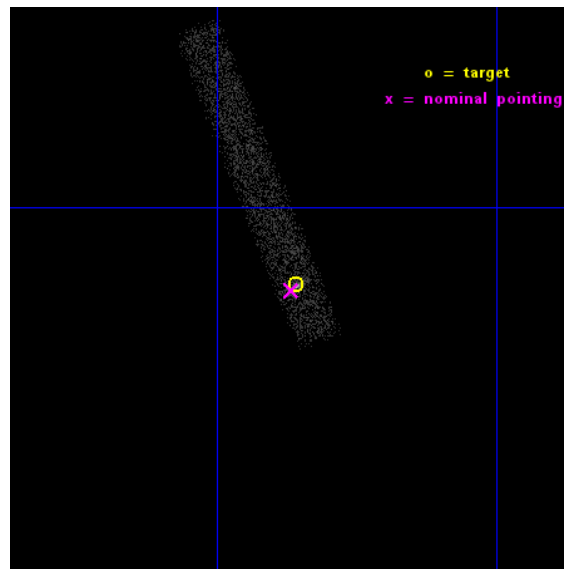 o = target
x = nominal pointing